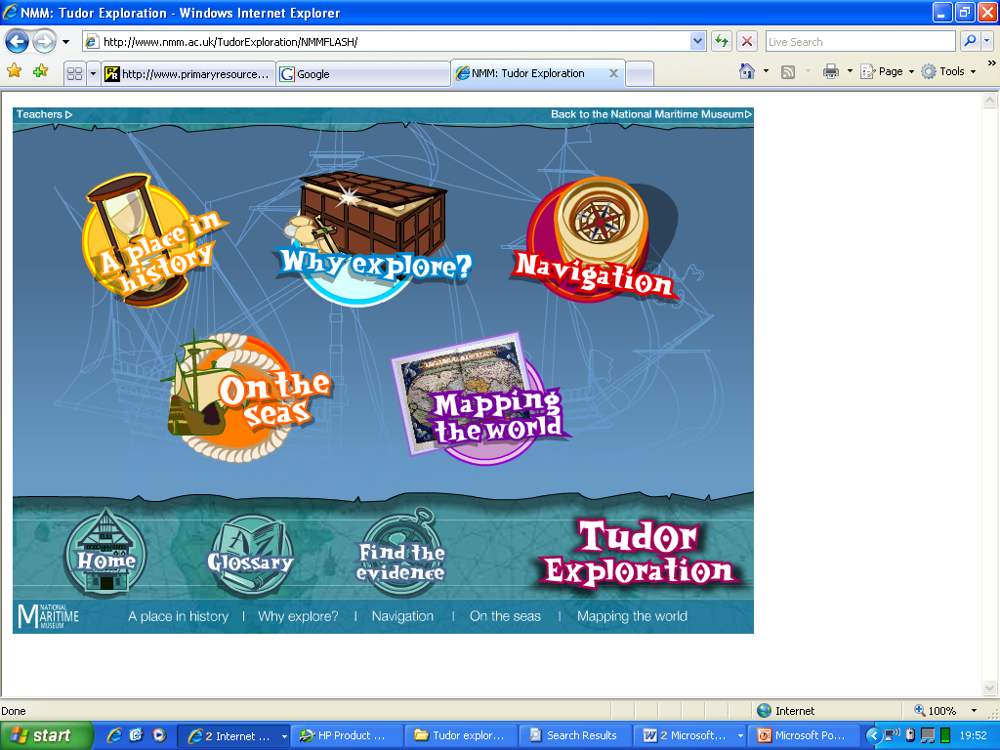 NMM: Tudor Exploration - Windows Internet Explorer
http://www.nmm.ac.uk/TudorExploration/NMMFLASH/
Live Search
http://www.primaryresource...
Google
NMM: Tudor Exploration
Page
Tools
Teachers
Back to the National Maritime Museum
A place in
history
Why explore?
Navigation
On the
seas
Mapping
the world
Home
Glossary
Find the
evidence
Tudor
Exploration
NATIONAL
MARITIME
MUSEUM
A place in history | Why explore? | Navigation | On the seas | Mapping the world
Done
Internet
100%
start
2 Internet ...
HP Product ...
Tudor explor...
Search Results
2 Microsoft...
Microsoft Po...
19:52